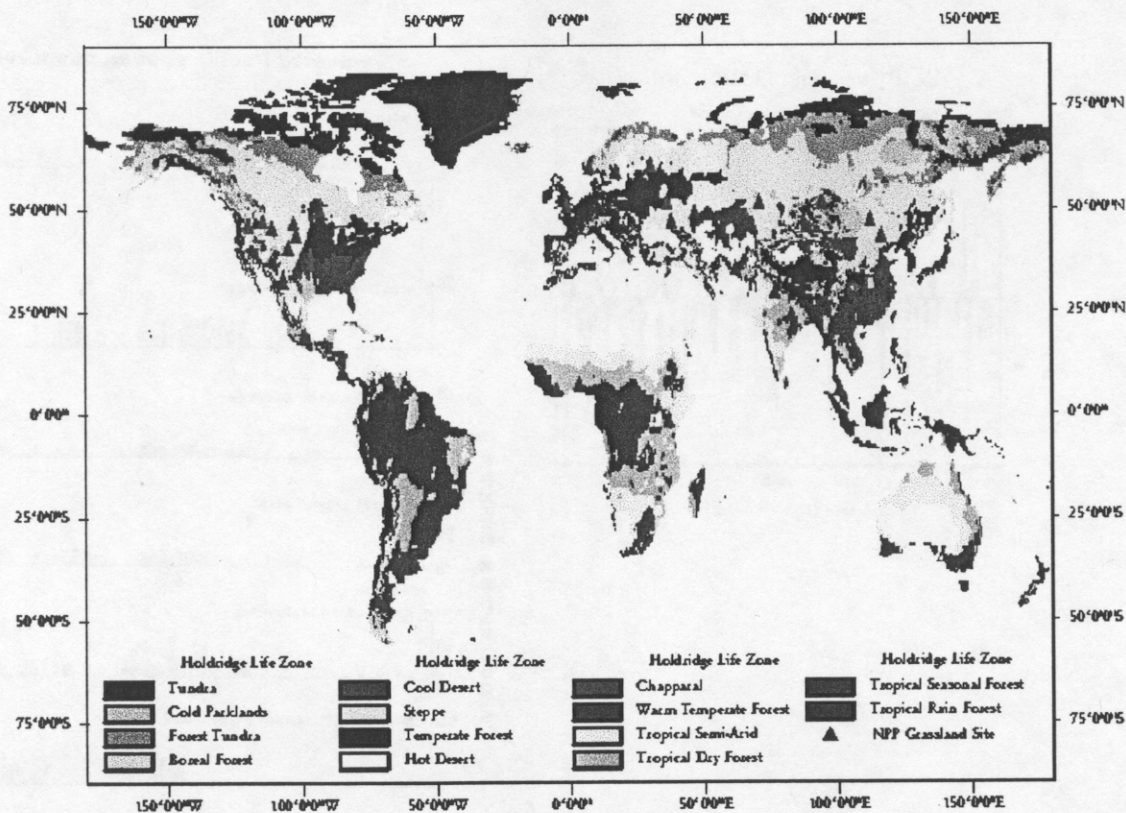 150°0'0"W 100°0'0"W 50°0'0"W 0°0'0" 50°0'0"E 100°0'0"E 150°0'0"E
75°0'0"N 75°0'0"N
50°0'0"N 50°0'0"N
25°0'0"N 25°0'0"N
0°0'0" 0°0'0"
25°0'0"S 25°0'0"S
50°0'0"S 50°0'0"S
Holdridge Life Zone Holdridge Life Zone Holdridge Life Zone Holdridge Life Zone
Tundra Cool Desert Chapparal Tropical Seasonal Forest
Cold Parklands Steppe Warm Temperate Forest Tropical Rain Forest
Forest Tundra Temperate Forest Tropical Semi-Arid NPP Grassland Site
Boreal Forest Hot Desert Tropical Dry Forest
75°0'0"S 75°0'0"S
150°0'0"W 100°0'0"W 50°0'0"W 0°0'0" 50°0'0"E 100°0'0"E 150°0'0"E